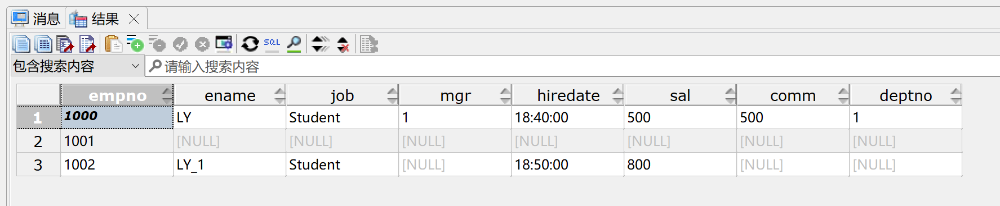 消息 结果
SQL
包含搜索内容 请输入搜索内容
empno ename job mgr hiredate sal comm deptno
1 1000 LY Student 1 18:40:00 500 500 1
2 1001 [NULL] [NULL] [NULL] [NULL] [NULL] [NULL] [NULL]
3 1002 LY_1 Student [NULL] 18:50:00 800 [NULL] [NULL]